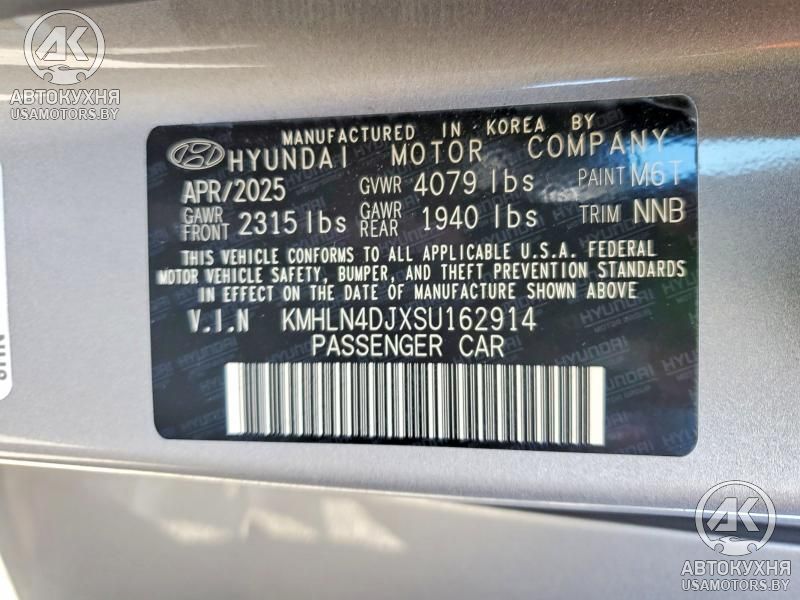 AK
АВТОКУХНЯ
USAMOTORS.BY
MANUFACTURED IN KOREA BY
HYUNDAI MOTOR COMPANY
APR/2025 GVWR 4079 lbs PAINT M6T
GAWR FRONT 2315 lbs GAWR REAR 1940 lbs TRIM NNB
THIS VEHICLE CONFORMS TO ALL APPLICABLE U.S.A. FEDERAL
MOTOR VEHICLE SAFETY, BUMPER, AND THEFT PREVENTION STANDARDS
IN EFFECT ON THE DATE OF MANUFACTURE SHOWN ABOVE
V.I.N KMHLN4DJXSU162914
PASSENGER CAR
AK
АВТОКУХНЯ
USAMOTORS.BY